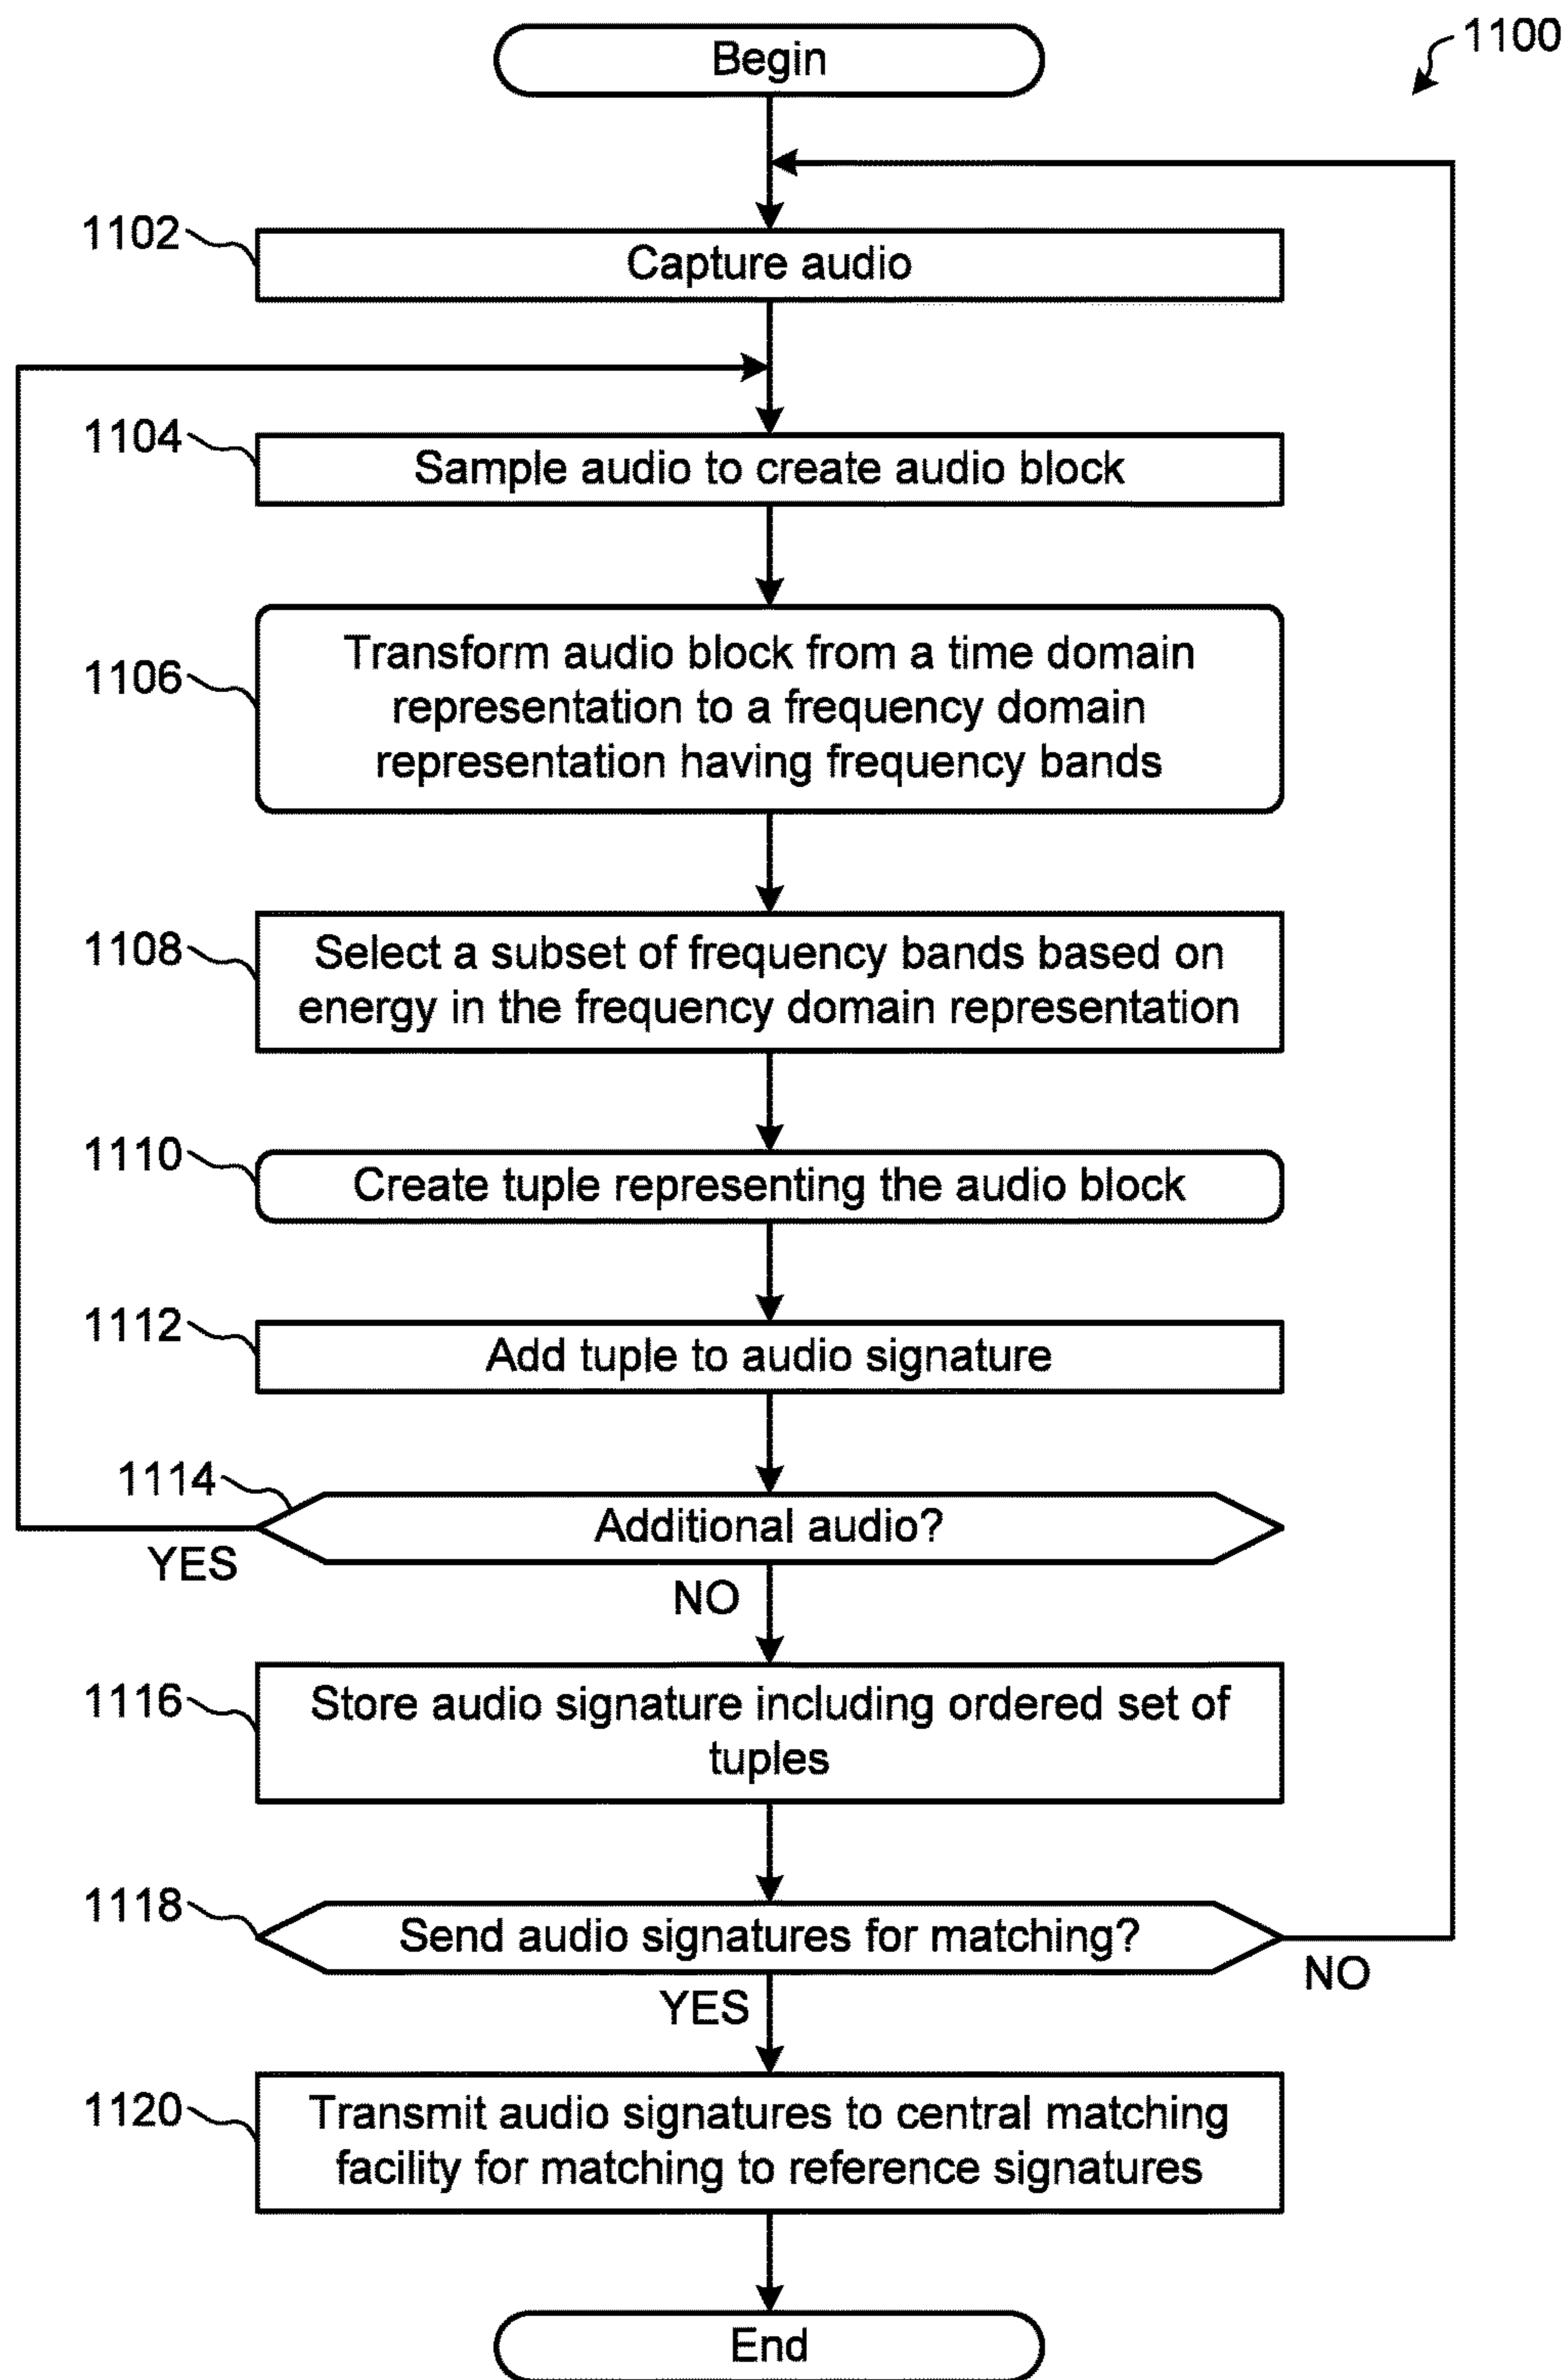 Begin
1100
1102
Capture audio
1104
Sample audio to create audio block
1106
Transform audio block from a time domain
representation to a frequency domain
representation having frequency bands
1108
Select a subset of frequency bands based on
energy in the frequency domain representation
1110
Create tuple representing the audio block
1112
Add tuple to audio signature
1114
Additional audio?
YES
NO
1116
Store audio signature including ordered set of
tuples
1118
Send audio signatures for matching?
NO
YES
1120
Transmit audio signatures to central matching
facility for matching to reference signatures
End